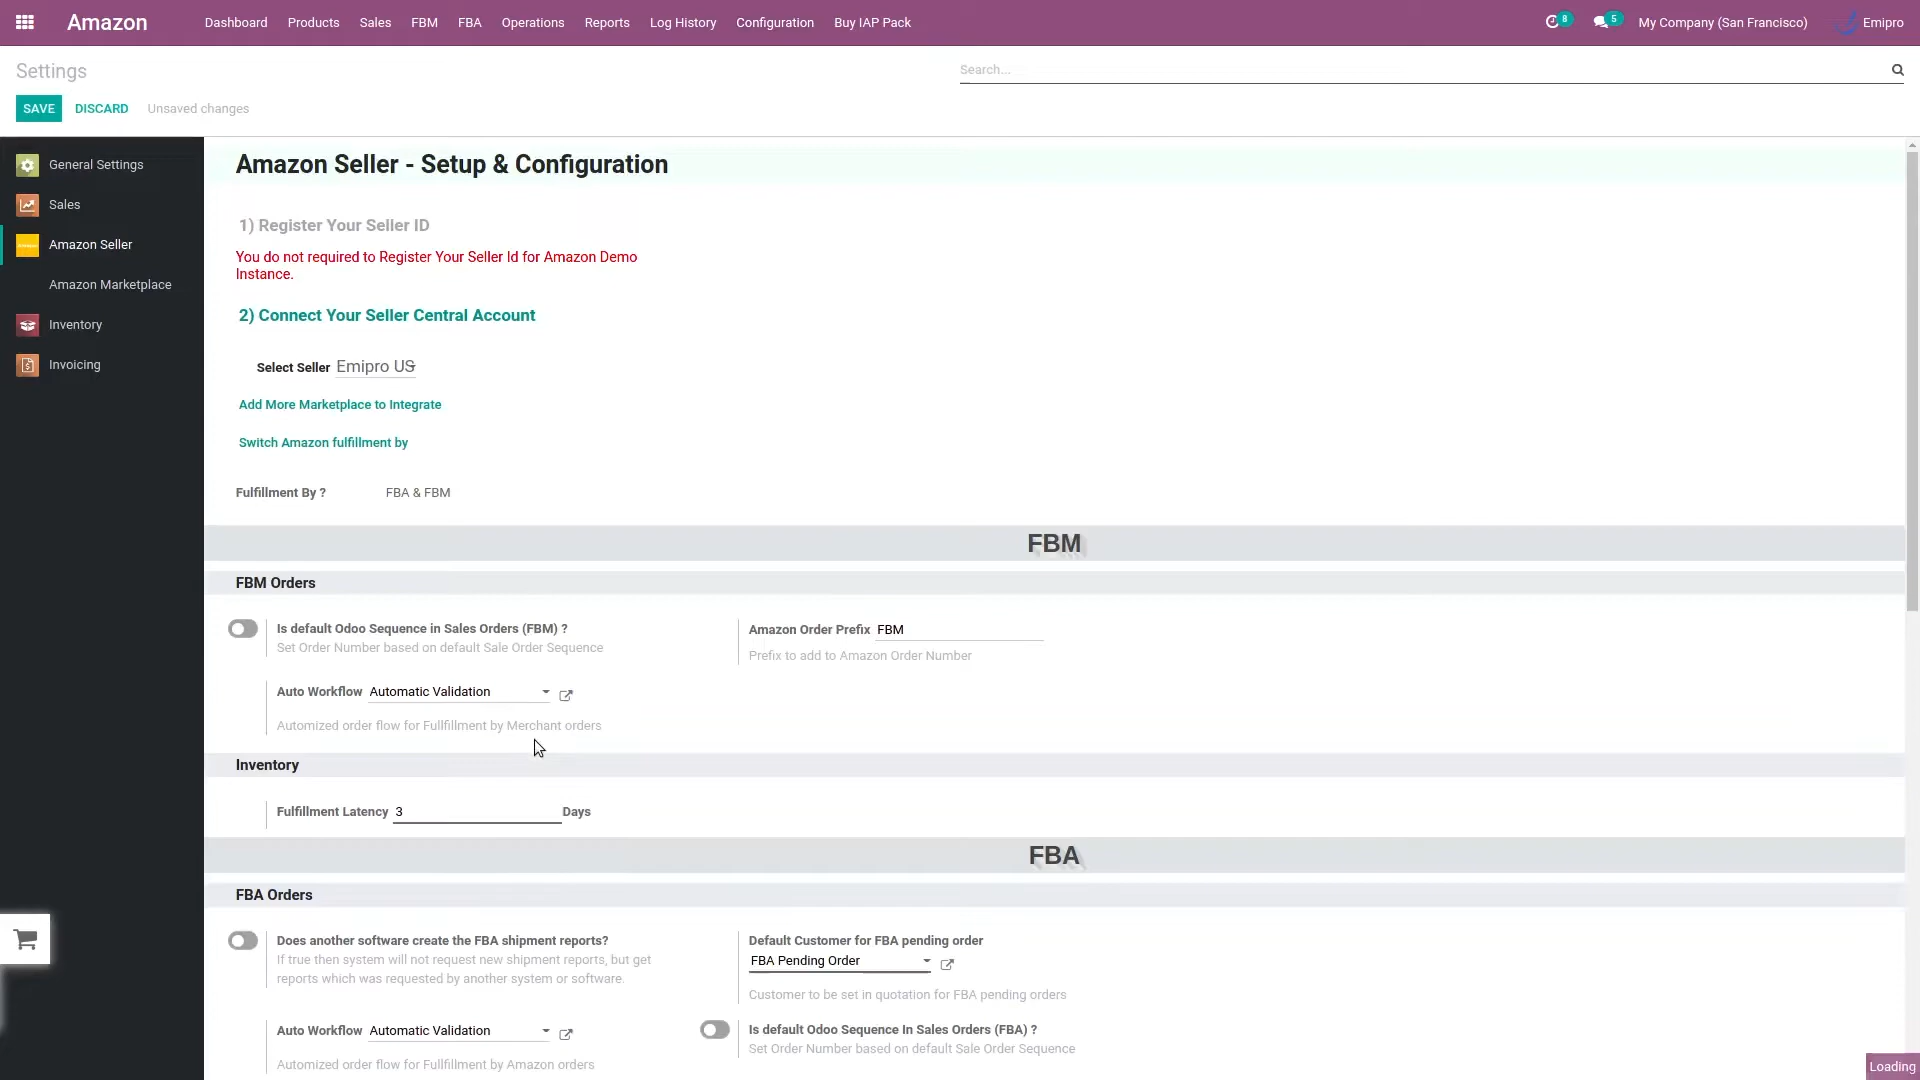 Amazon
Dashboard Products Sales FBM FBA Operations Reports Log History Configuration Buy IAP Pack
8 5 My Company (San Francisco) Emipro
Settings
Search...
SAVE DISCARD Unsaved changes
General Settings
Sales
Amazon Seller
Amazon Marketplace
Inventory
Invoicing
Amazon Seller - Setup & Configuration
1) Register Your Seller ID
You do not required to Register Your Seller Id for Amazon Demo
Instance.
2) Connect Your Seller Central Account
Select Seller Emipro US
Add More Marketplace to Integrate
Switch Amazon fulfillment by
Fulfillment By ? FBA & FBM
FBM
FBM Orders
Is default Odoo Sequence in Sales Orders (FBM) ?
Set Order Number based on default Sale Order Sequence
Amazon Order Prefix FBM
Prefix to add to Amazon Order Number
Auto Workflow Automatic Validation
Automized order flow for Fullfillment by Merchant orders
Inventory
Fulfillment Latency 3 Days
FBA
FBA Orders
Does another software create the FBA shipment reports?
If true then system will not request new shipment reports, but get
reports which was requested by another system or software.
Default Customer for FBA pending order
FBA Pending Order
Customer to be set in quotation for FBA pending orders
Auto Workflow Automatic Validation
Automized order flow for Fullfillment by Amazon orders
Is default Odoo Sequence In Sales Orders (FBA) ?
Set Order Number based on default Sale Order Sequence
Loading